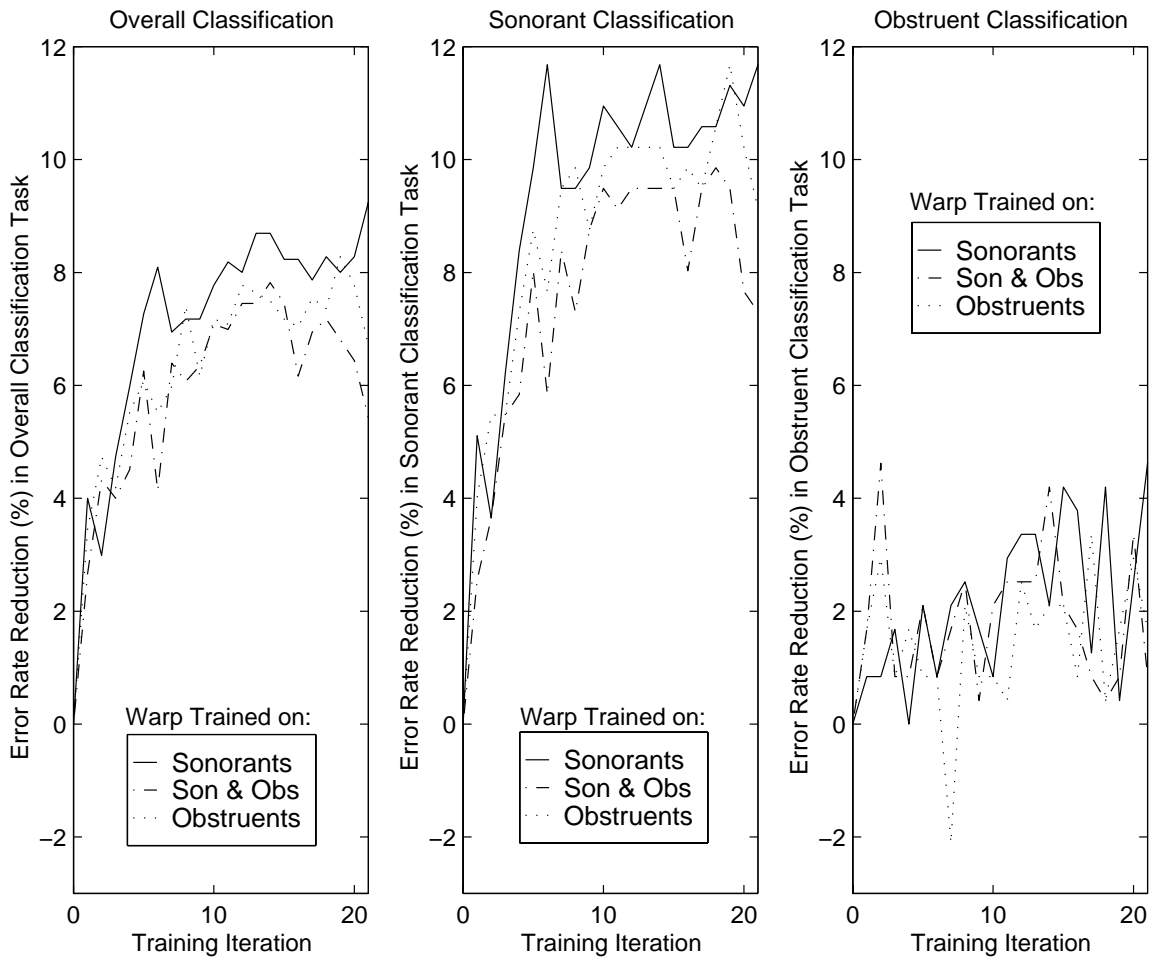 Overall Classification
Error Rate Reduction (%) in Overall Classification Task
12
10
8
6
4
2
0
−2
Warp Trained on:
Sonorants
Son & Obs
Obstruents
0 10 20
Training Iteration
Sonorant Classification
Error Rate Reduction (%) in Sonorant Classification Task
12
10
8
6
4
2
0
−2
Warp Trained on:
Sonorants
Son & Obs
Obstruents
0 10 20
Training Iteration
Obstruent Classification
Error Rate Reduction (%) in Obstruent Classification Task
12
10
8
6
4
2
0
−2
Warp Trained on:
Sonorants
Son & Obs
Obstruents
0 10 20
Training Iteration